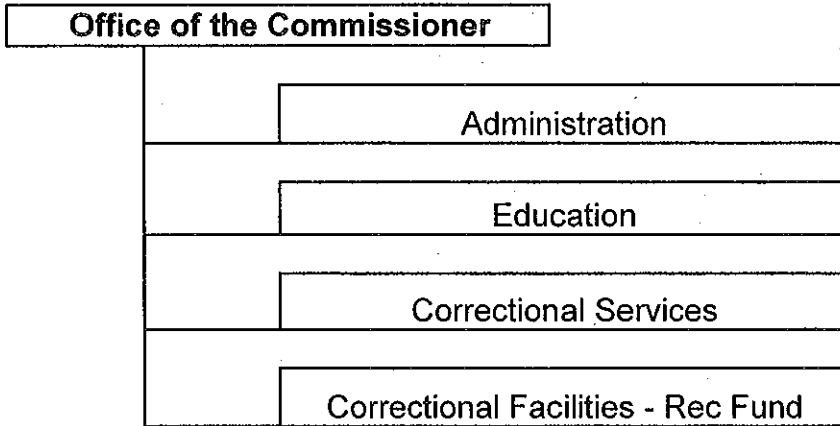 Office of the Commissioner
Administration
Education
Correctional Services
Correctional Facilities - Rec Fund